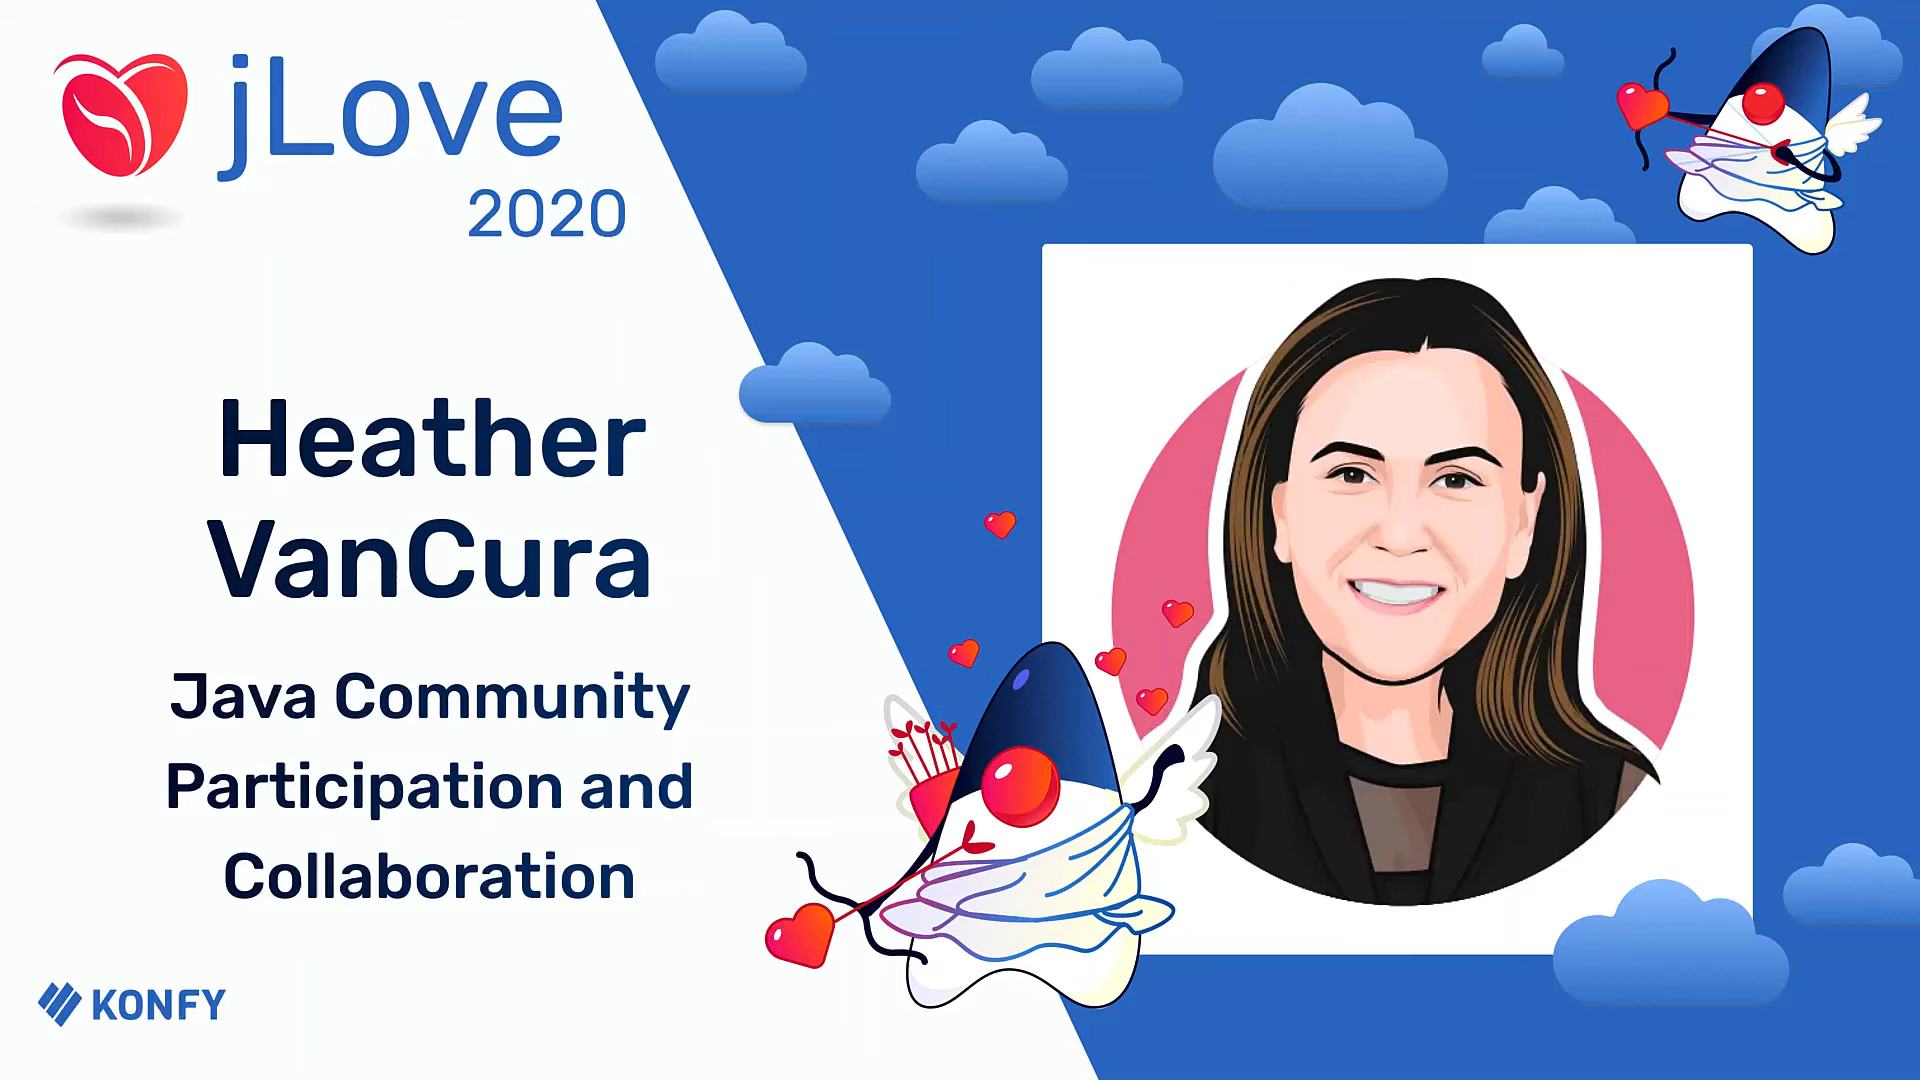 jLove
2020
Heather
VanCura
Java Community
Participation and
Collaboration
KONFY